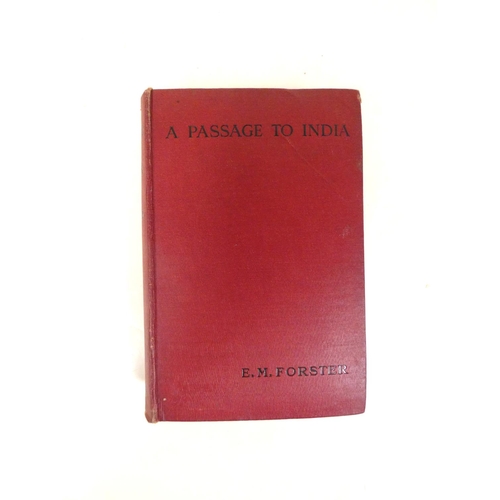 A PASSAGE TO INDIA
E. M. FORSTER